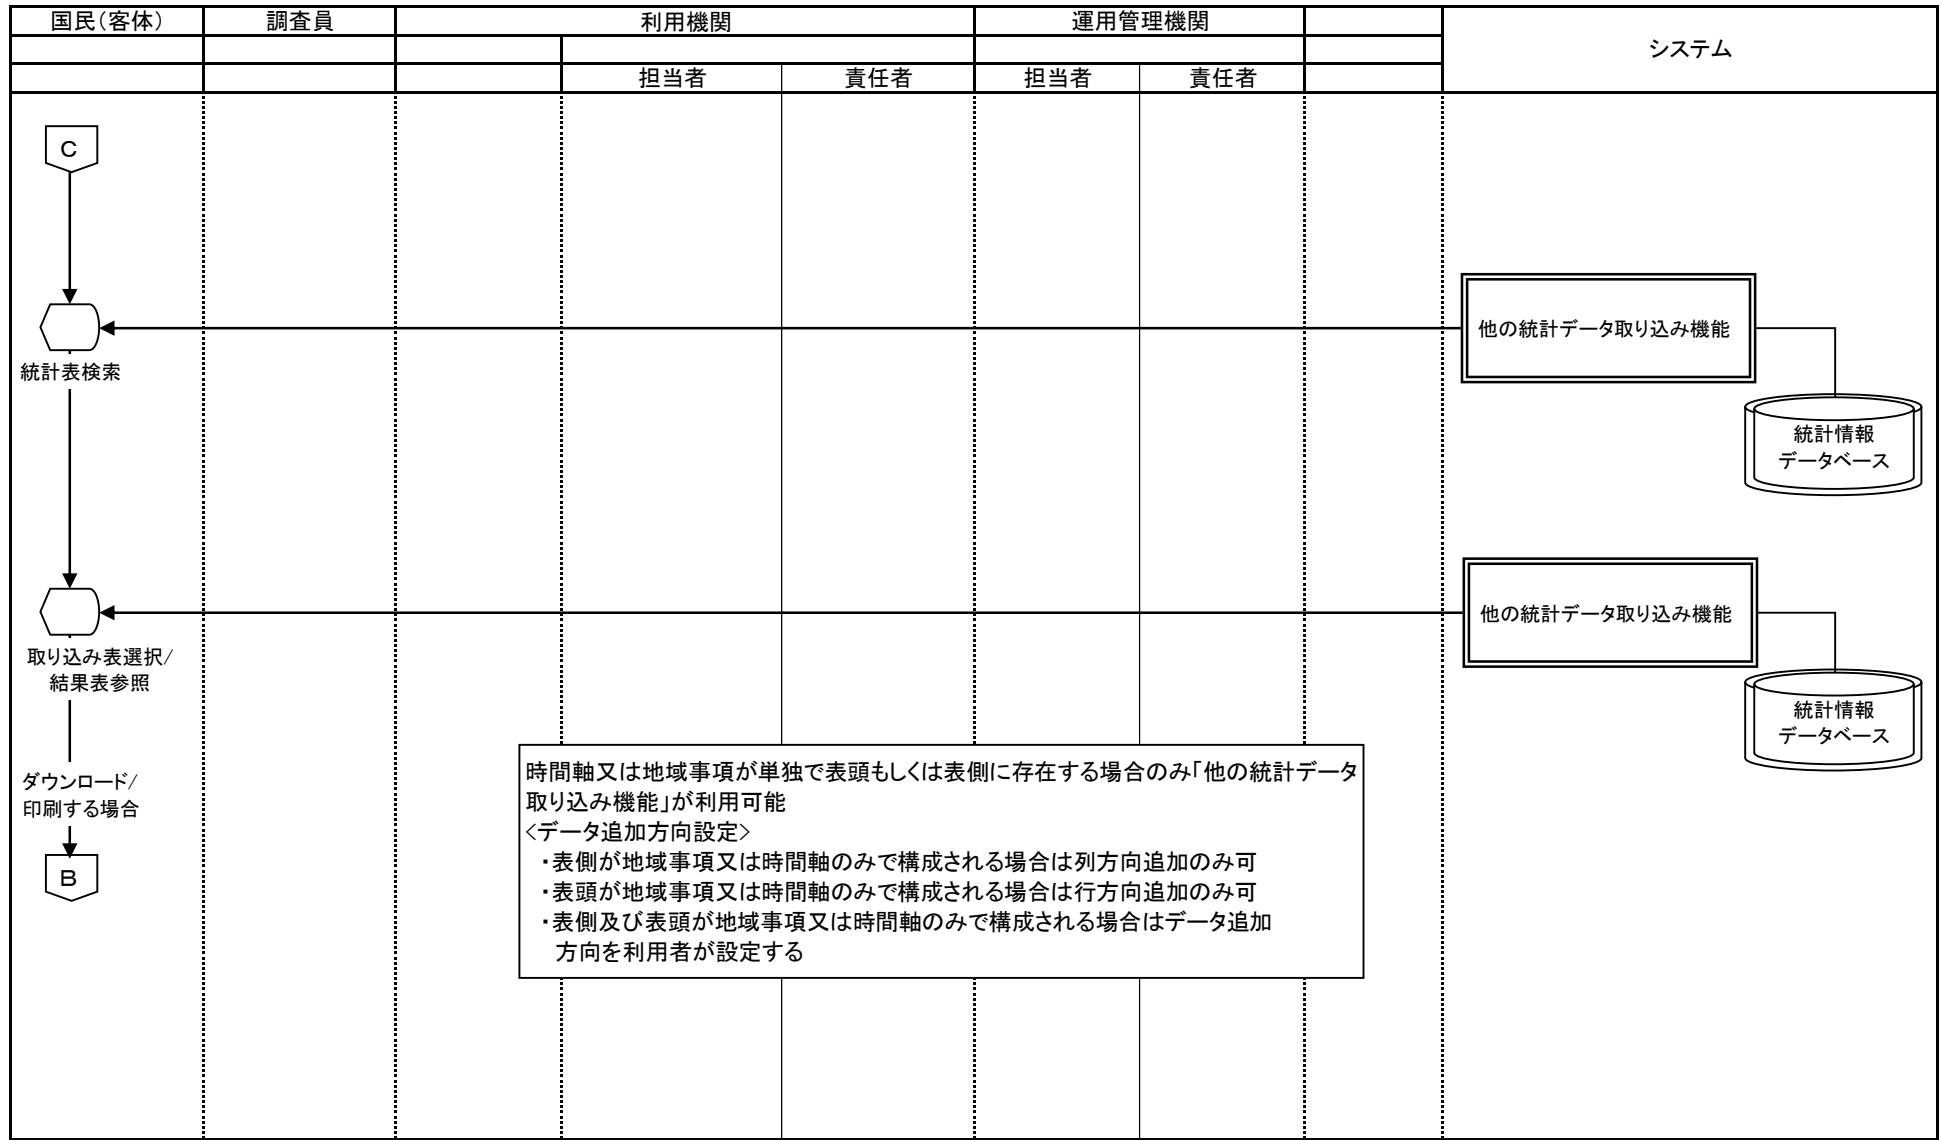 国民(客体)
調査員
利用機関
運用管理機関
システム
担当者
責任者
担当者
責任者
C
他の統計データ取り込み機能
統計表検索
統計情報
データベース
他の統計データ取り込み機能
取り込み表選択/
結果表参照
統計情報
データベース
ダウンロード/
印刷する場合
B
時間軸又は地域事項が単独で表頭もしくは表側に存在する場合のみ「他の統計データ
取り込み機能」が利用可能
<データ追加方向設定>
・表側が地域事項又は時間軸のみで構成される場合は列方向追加のみ可
・表頭が地域事項又は時間軸のみで構成される場合は行方向追加のみ可
・表側及び表頭が地域事項又は時間軸のみで構成される場合はデータ追加
方向を利用者が設定する